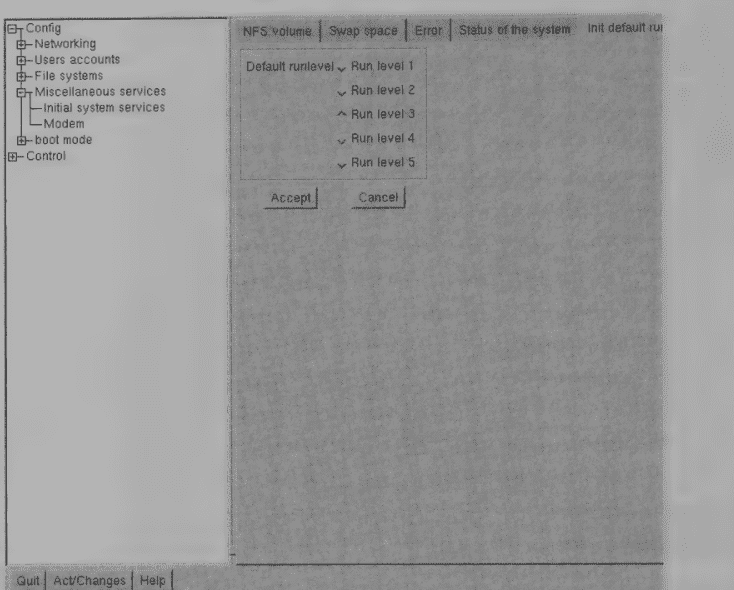 Config
Networking
Users accounts
File systems
Miscellaneous services
Initial system services
Modem
boot mode
Control
NFS volume Swap space Error Status of the system Init default
Default runlevel Run level 1
Run level 2
Run level 3
Run level 4
Run level 5
Accept Cancel
Quit Act/Changes Help